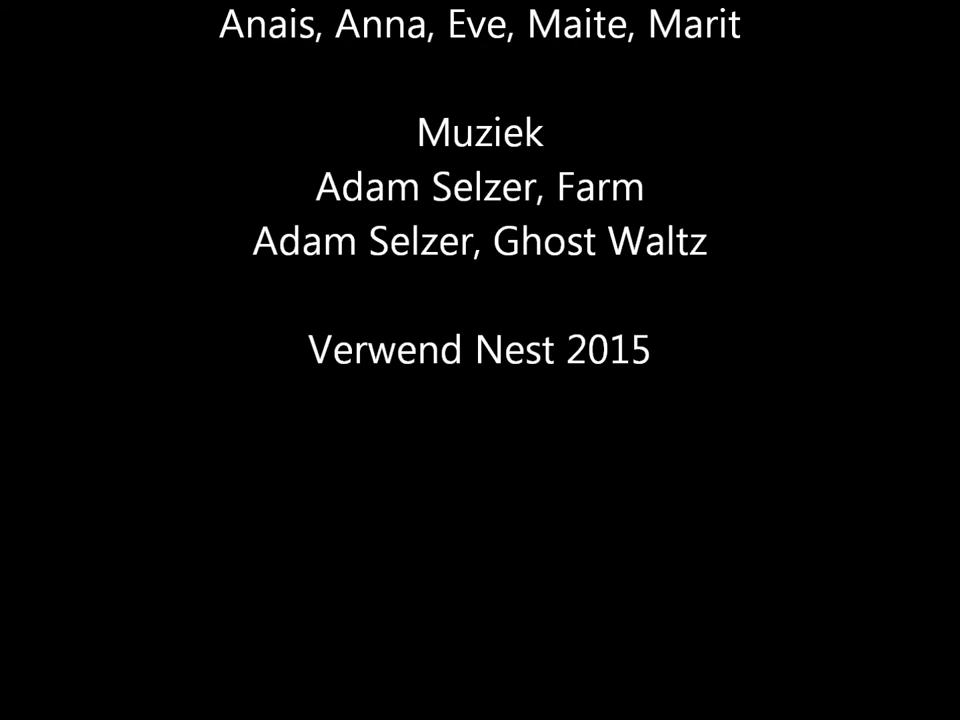 Anais, Anna, Eve, Maite, Marit
Muziek
Adam Selzer, Farm
Adam Selzer, Ghost Waltz
Verwend Nest 2015